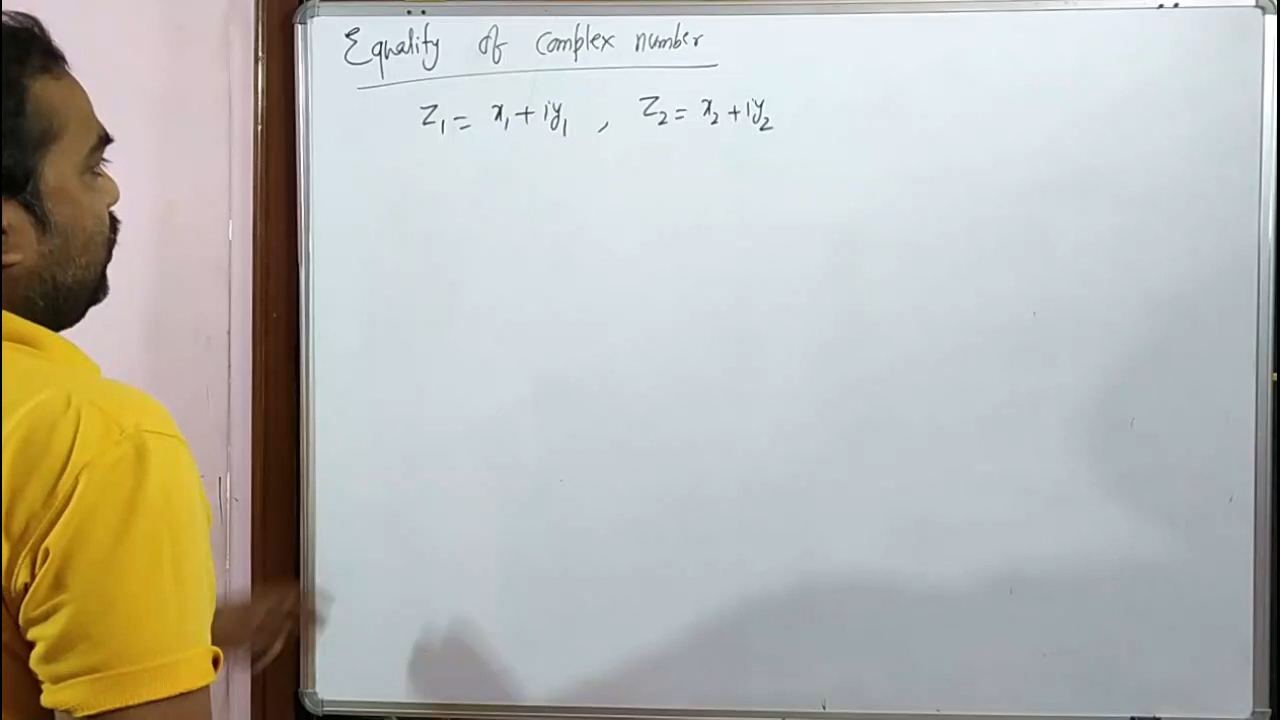 Equality of complex number
Z₁ = x₁ + iy₁ , Z₂ = x₂ + iy₂